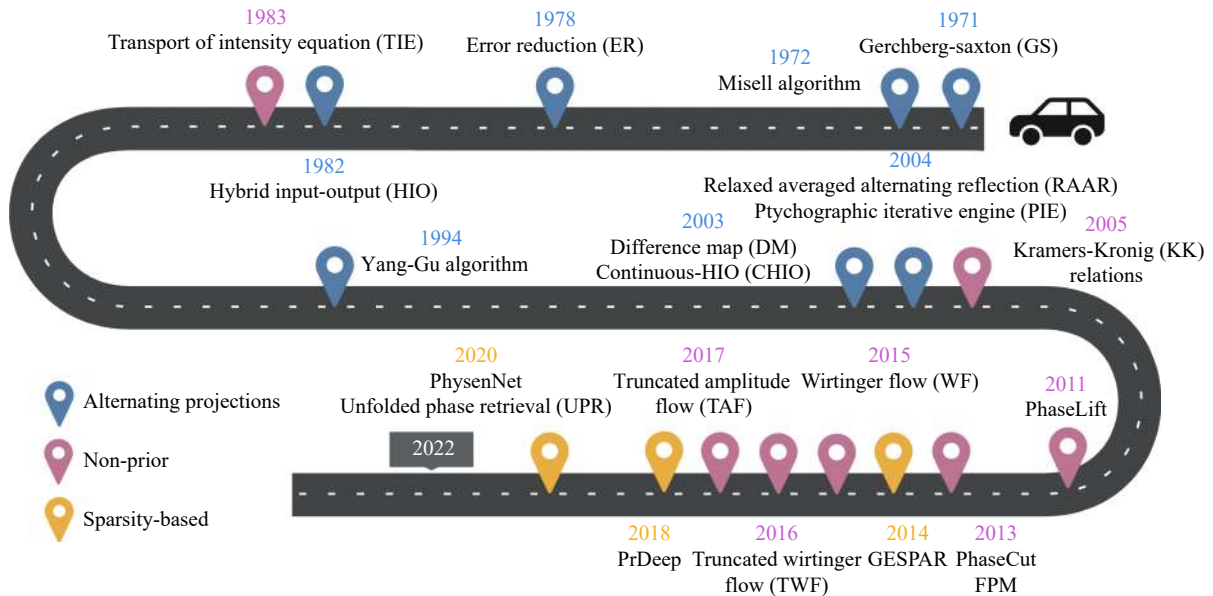 1983
Transport of intensity equation (TIE)
1978
Error reduction (ER)
1972
Misell algorithm
1971
Gerchberg-saxton (GS)
1982
Hybrid input-output (HIO)
1994
Yang-Gu algorithm
2003
Difference map (DM)
Continuous-HIO (CHIO)
2004
Relaxed averaged alternating reflection (RAAR)
Ptychographic iterative engine (PIE)
2005
Kramers-Kronig (KK)
relations
2020
PhysenNet
Unfolded phase retrieval (UPR)
2017
Truncated amplitude
flow (TAF)
2015
Wirtinger flow (WF)
2011
PhaseLift
2022
Alternating projections
Non-prior
Sparsity-based
2018
PrDeep
2016
Truncated wirtinger
flow (TWF)
2014
GESPAR
2013
PhaseCut
FPM